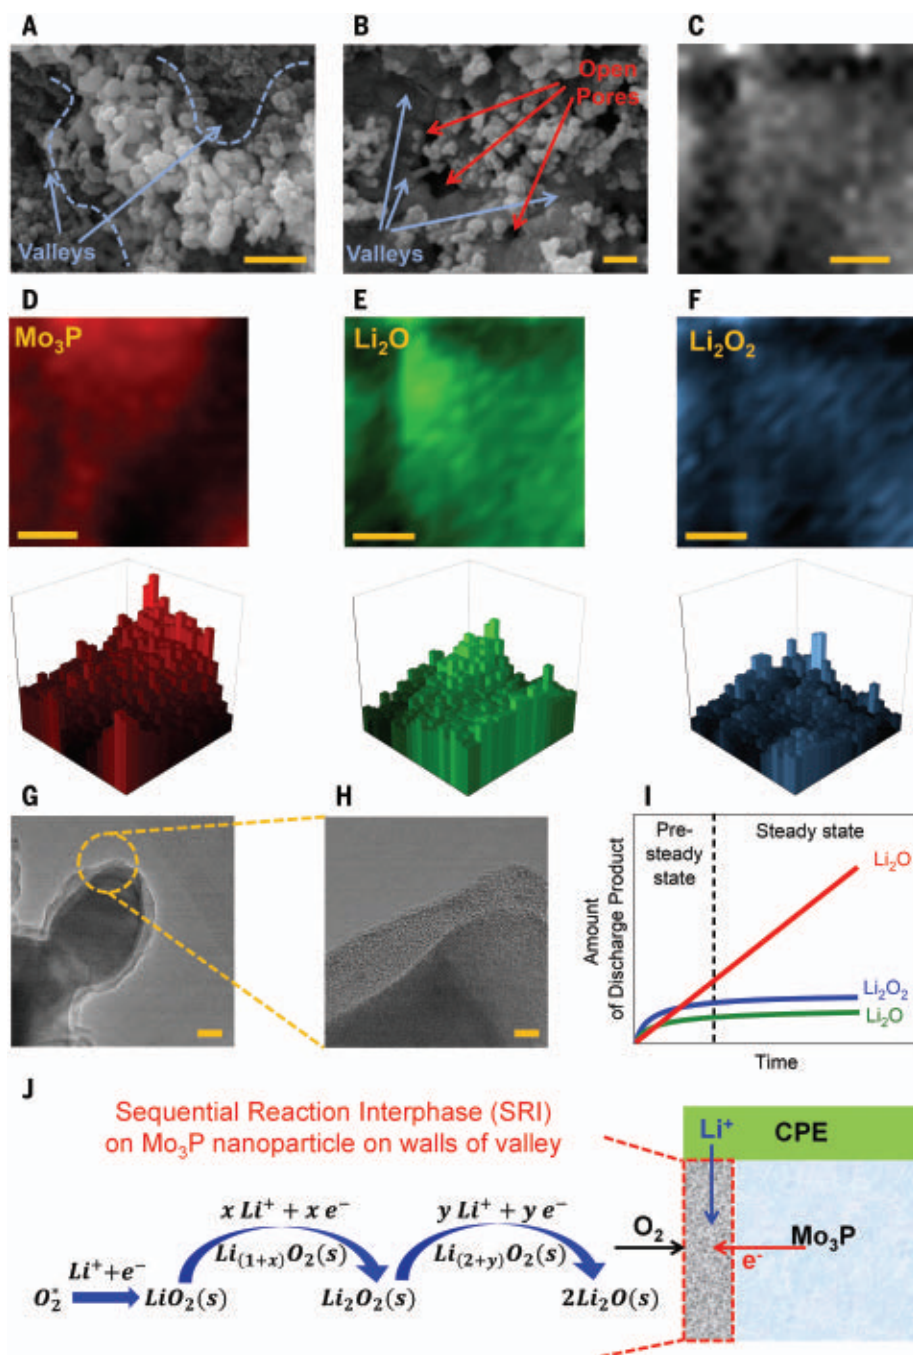 A
B
C
Valleys
Open
Pores
Valleys
D
E
F
Mo₃P
Li₂O
Li₂O₂
G
H
I
Pre-
steady
state
Steady state
Li₂O
Li₂O₂
Li₂O
Amount
of Discharge Product
Time
J
Sequential Reaction Interphase (SRI)
on Mo₃P nanoparticle on walls of valley
Li⁺
CPE
x Li⁺ + x e⁻
y Li⁺ + y e⁻
O₂
Mo₃P
Li₍₁₊ₓ₎O₂(s)
Li₍₂₊y₎O₂(s)
e⁻
Li⁺+e⁻
O₂*
LiO₂(s)
Li₂O₂(s)
2Li₂O(s)